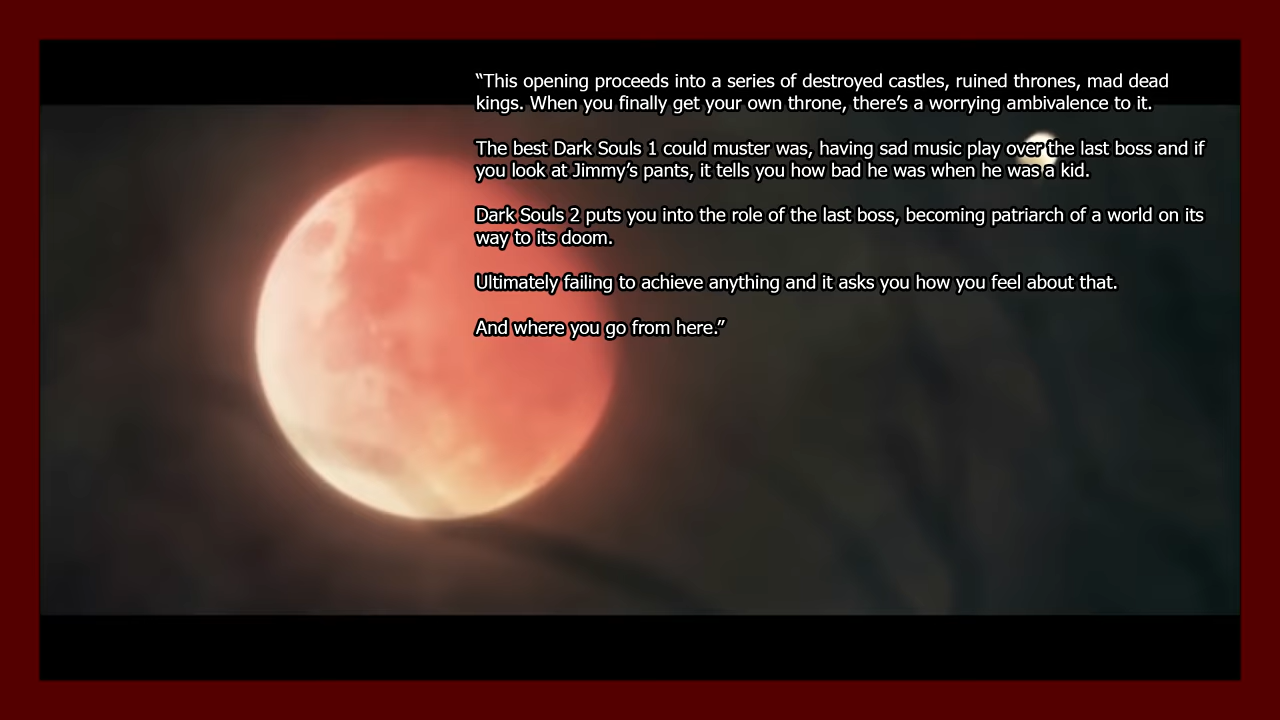 “This opening proceeds into a series of destroyed castles, ruined thrones, mad dead
kings. When you finally get your own throne, there’s a worrying ambivalence to it.
The best Dark Souls 1 could muster was, having sad music play over the last boss and if
you look at Jimmy’s pants, it tells you how bad he was when he was a kid.
Dark Souls 2 puts you into the role of the last boss, becoming patriarch of a world on its
way to its doom.
Ultimately failing to achieve anything and it asks you how you feel about that.
And where you go from here.”